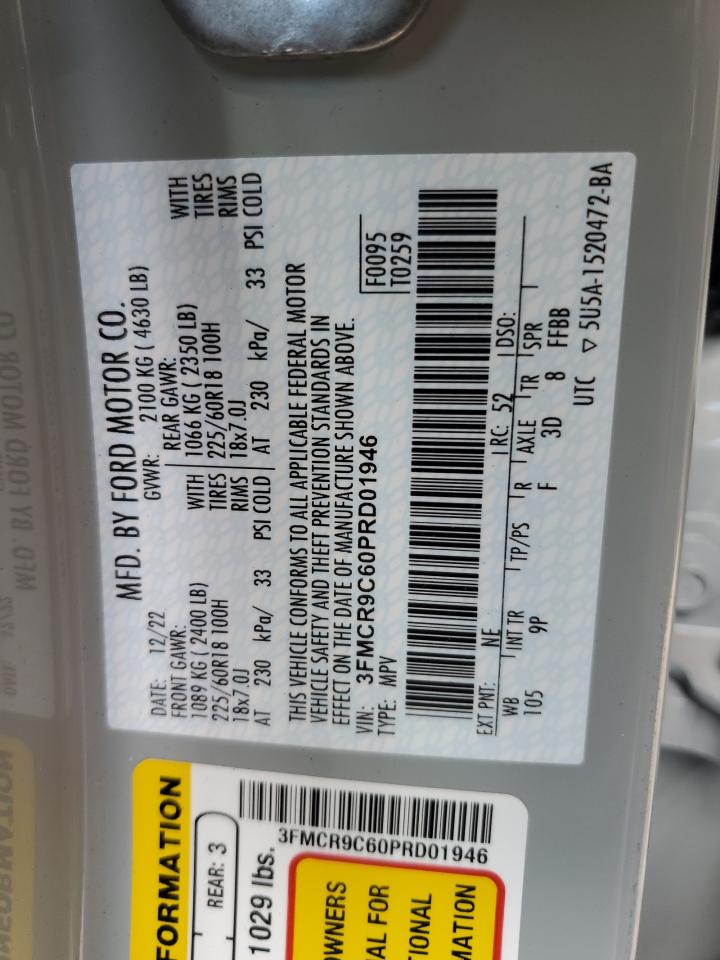 MFD. BY FORD MOTOR CO.
DATE: 12/22 GVWR: 2100 KG ( 4630 LB)
FRONT GAWR: REAR GAWR:
1089 KG ( 2400 LB) WITH 1066 KG ( 2350 LB) WITH
225/60R18 100H TIRES 225/60R18 100H TIRES
18x7.0J RIMS 18x7.0J RIMS
AT 230 kPa/ 33 PSI COLD AT 230 kPa/ 33 PSI COLD
THIS VEHICLE CONFORMS TO ALL APPLICABLE FEDERAL MOTOR
VEHICLE SAFETY AND THEFT PREVENTION STANDARDS IN
EFFECT ON THE DATE OF MANUFACTURE SHOWN ABOVE.
VIN: 3FMCR9C60PRD01946 F0095
TYPE: MPV T0259
EXT PNT: NE RC: 52 DSO:
WB INT TR TP/PS R AXLE TR SPR
105 9P F 3D 8 FFBB
UTC ▽ 5U5A-1520472-BA
FORMATION
REAR: 3
1029 lbs.
3FMCR9C60PRD01946
OWNERS
AL FOR
TIONAL
MATION